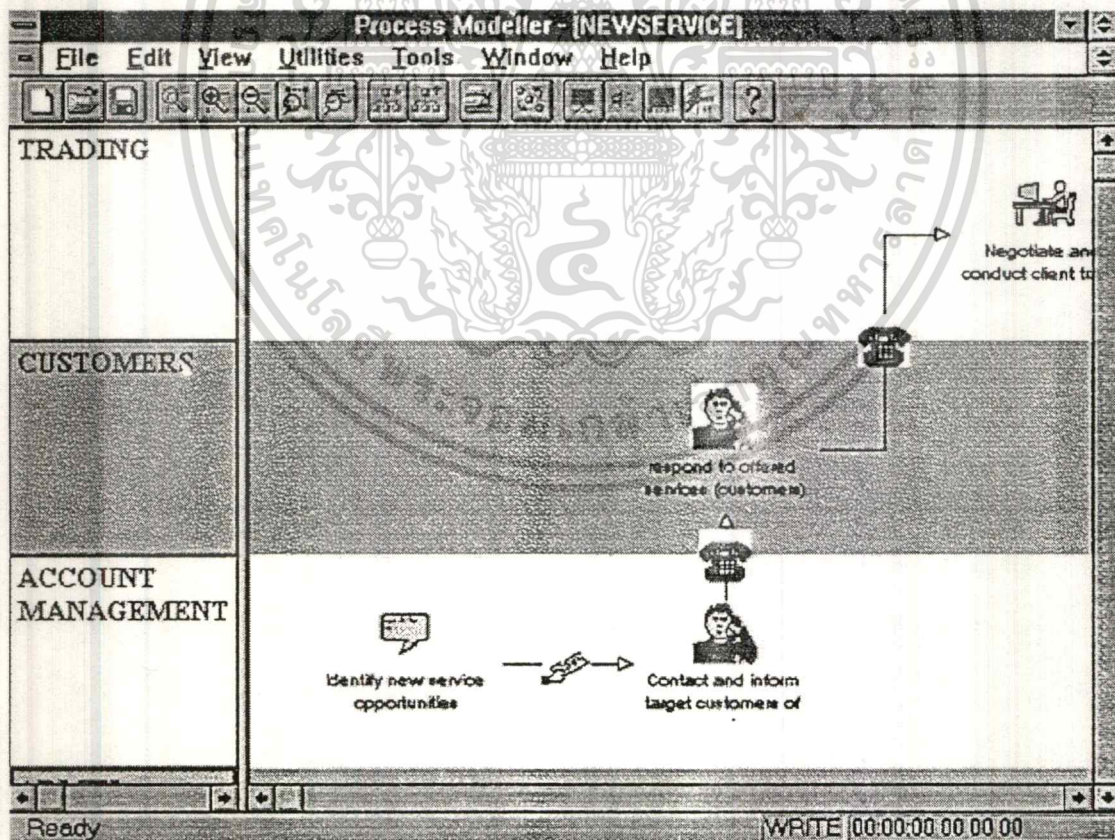 Process Modeller - [NEWSERVICE]
File Edit View Utilities Tools Window Help
TRADING
Negotiate and
conduct client
CUSTOMERS
respond to offered
services (customers)
ACCOUNT
MANAGEMENT
Identify new service
opportunities
Contact and inform
target customers of
Ready
WRITE 00:00:00 00 00 00